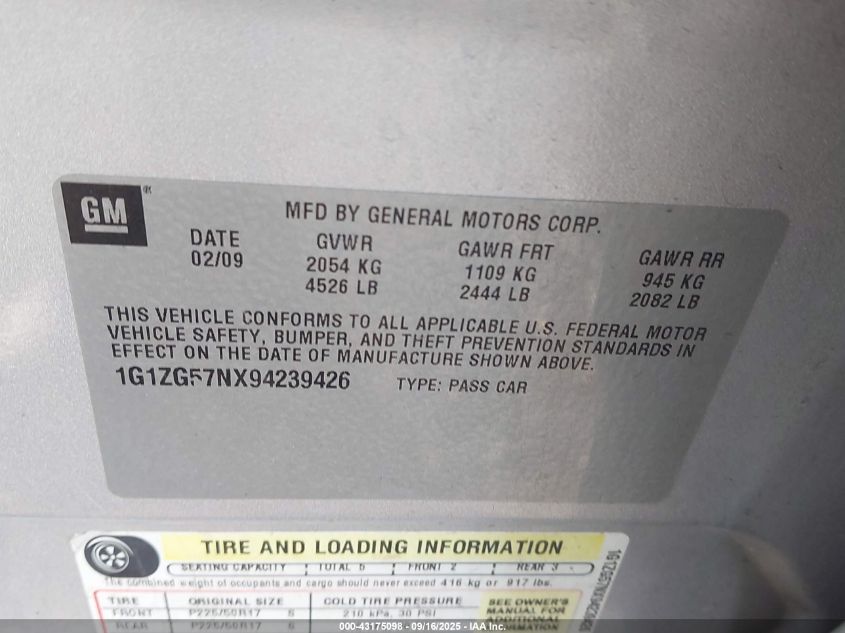 GM
MFD BY GENERAL MOTORS CORP.
DATE GVWR GAWR FRT GAWR RR
02/09 2054 KG 1109 KG 945 KG
4526 LB 2444 LB 2082 LB
THIS VEHICLE CONFORMS TO ALL APPLICABLE U.S. FEDERAL MOTOR
VEHICLE SAFETY, BUMPER, AND THEFT PREVENTION STANDARDS IN
EFFECT ON THE DATE OF MANUFACTURE SHOWN ABOVE.
1G1ZG57NX94239426 TYPE: PASS CAR
TIRE AND LOADING INFORMATION
SEATING CAPACITY TOTAL 5 FRONT 2 REAR 3
The combined weight of occupants and cargo should never exceed 416 kg or 917 lbs.
TIRE ORIGINAL SIZE COLD TIRE PRESSURE SEE OWNER'S
FRONT P225/50R17 210 kPa, 30 PSI MANUAL FOR
ADDITIONAL
REAR P225/50R17 INFORMATION
000-43175098 - 09/16/2025 - IAA Inc.